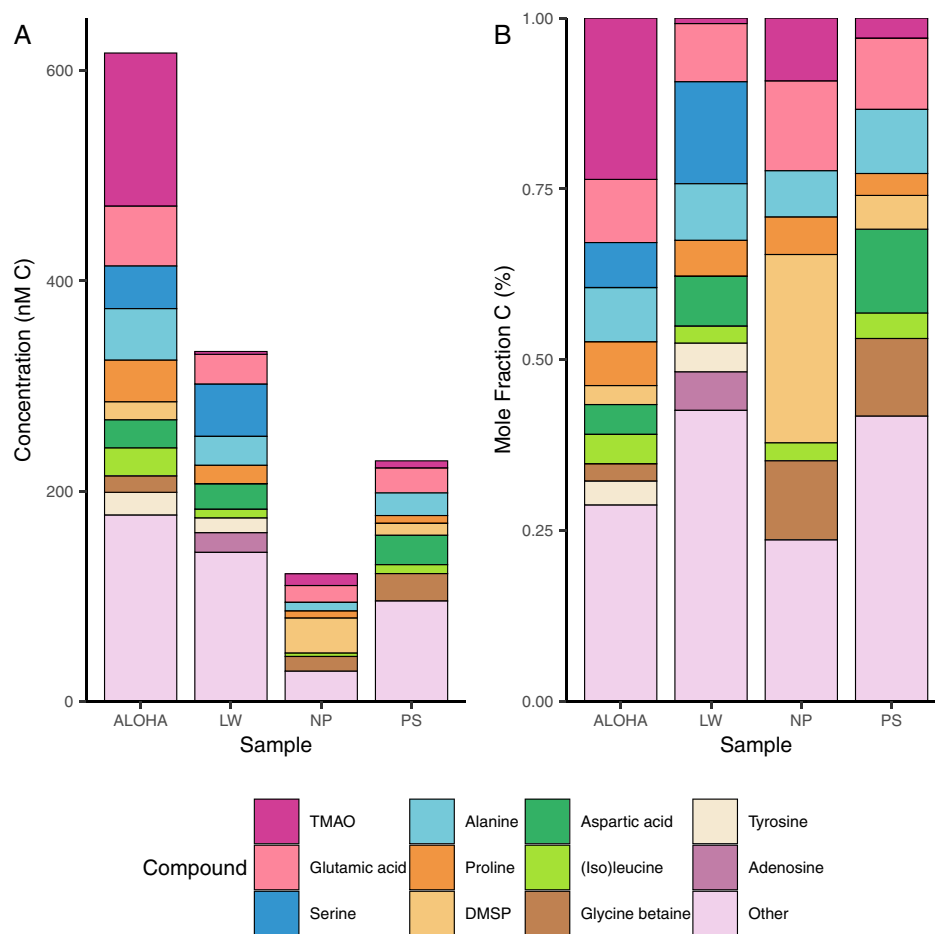 A
Concentration (nM C)
600
400
200
0
ALOHA
LW
NP
PS
Sample
B
Mole Fraction C (%)
1.00
0.75
0.50
0.25
0.00
ALOHA
LW
NP
PS
Sample
Compound
TMAO
Glutamic acid
Serine
Alanine
Proline
DMSP
Aspartic acid
(Iso)leucine
Glycine betaine
Tyrosine
Adenosine
Other